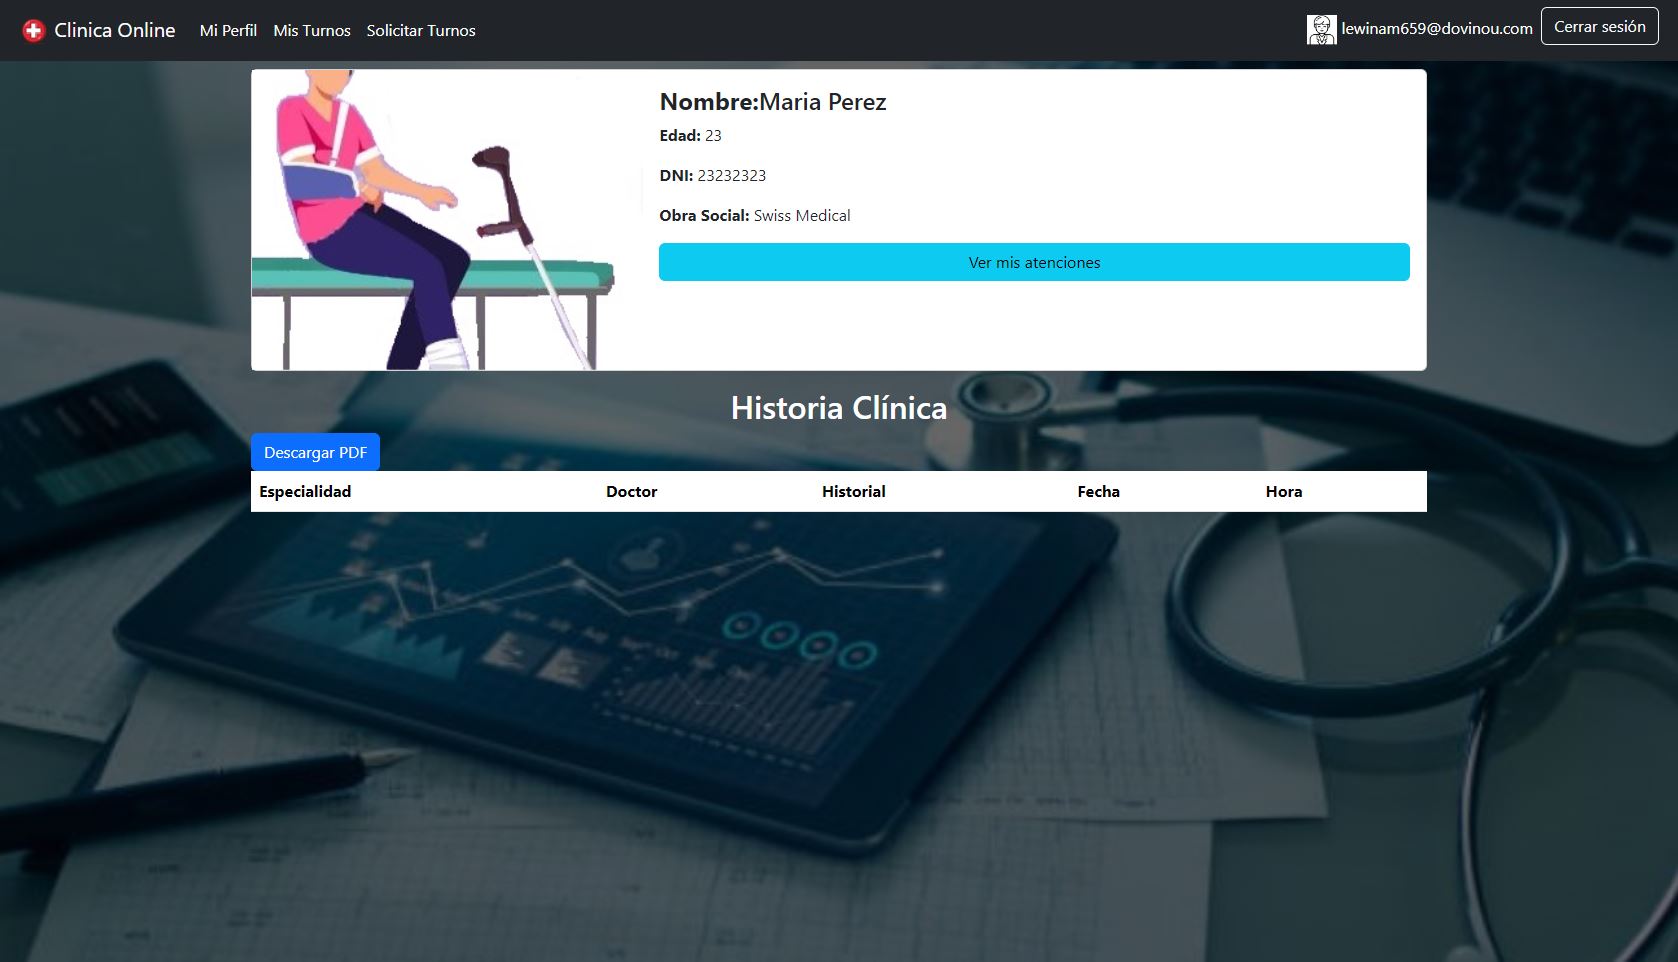 Clinica Online Mi Perfil Mis Turnos Solicitar Turnos lewinam659@dovinou.com Cerrar sesión
Nombre:Maria Perez
Edad: 23
DNI: 23232323
Obra Social: Swiss Medical
Ver mis atenciones
Historia Clínica
Descargar PDF
Especialidad Doctor Historial Fecha Hora